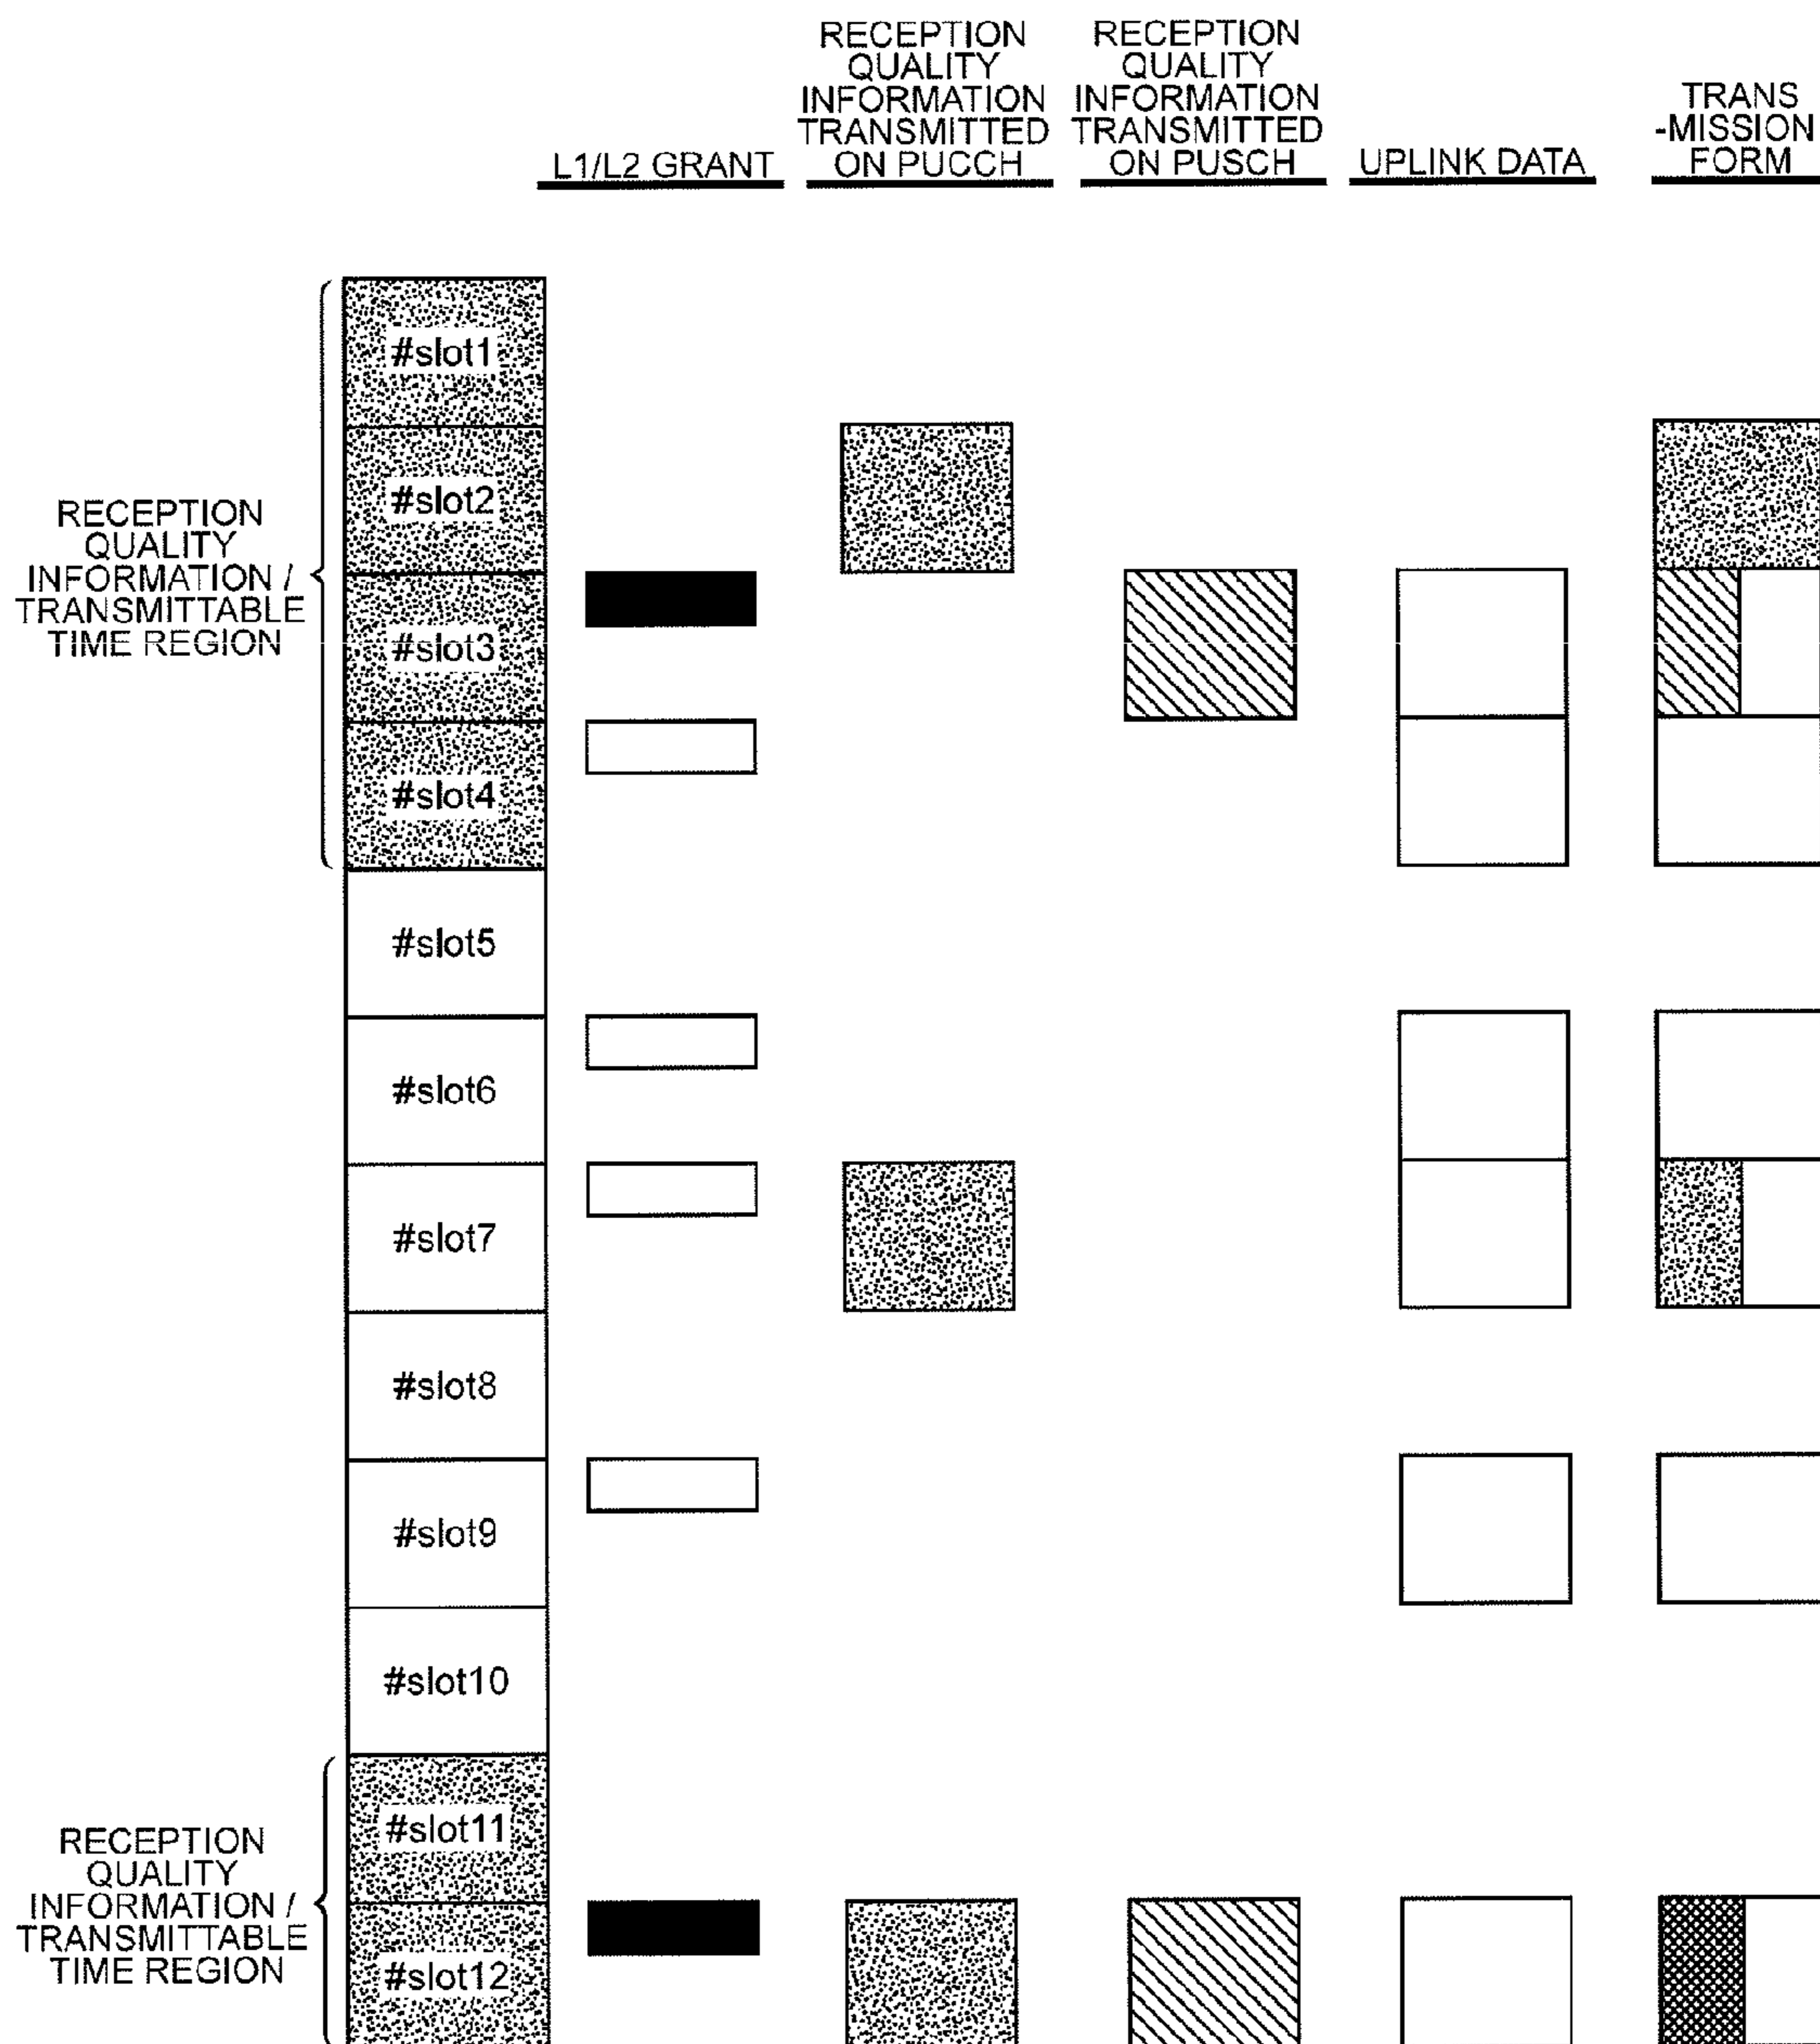 RECEPTION
QUALITY
INFORMATION
TRANSMITTED
ON PUCCH
RECEPTION
QUALITY
INFORMATION
TRANSMITTED
ON PUSCH
TRANS
-MISSION
FORM
L1/L2 GRANT
UPLINK DATA
RECEPTION
QUALITY
INFORMATION /
TRANSMITTABLE
TIME REGION
#slot1
#slot2
#slot3
#slot4
#slot5
#slot6
#slot7
#slot8
#slot9
#slot10
RECEPTION
QUALITY
INFORMATION /
TRANSMITTABLE
TIME REGION
#slot11
#slot12